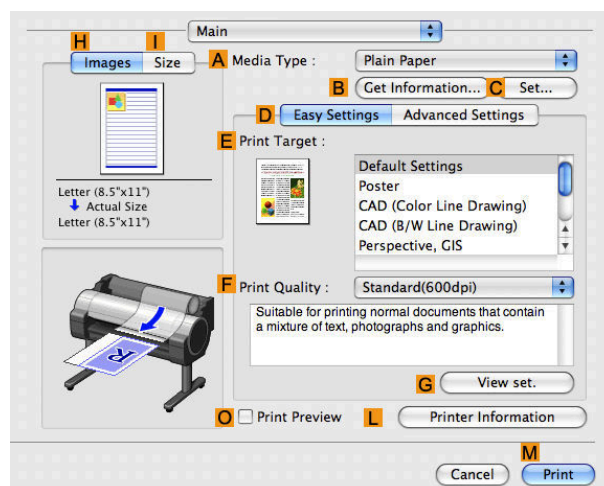 Main
H I
Images Size
A Media Type : Plain Paper
B Get Information... C Set...
D Easy Settings Advanced Settings
E Print Target :
Default Settings
Poster
CAD (Color Line Drawing)
CAD (B/W Line Drawing)
Perspective, GIS
Letter (8.5"x11")
Actual Size
Letter (8.5"x11")
R
F Print Quality : Standard(600dpi)
Suitable for printing normal documents that contain
a mixture of text, photographs and graphics.
G View set.
O Print Preview L Printer Information
M
Cancel Print